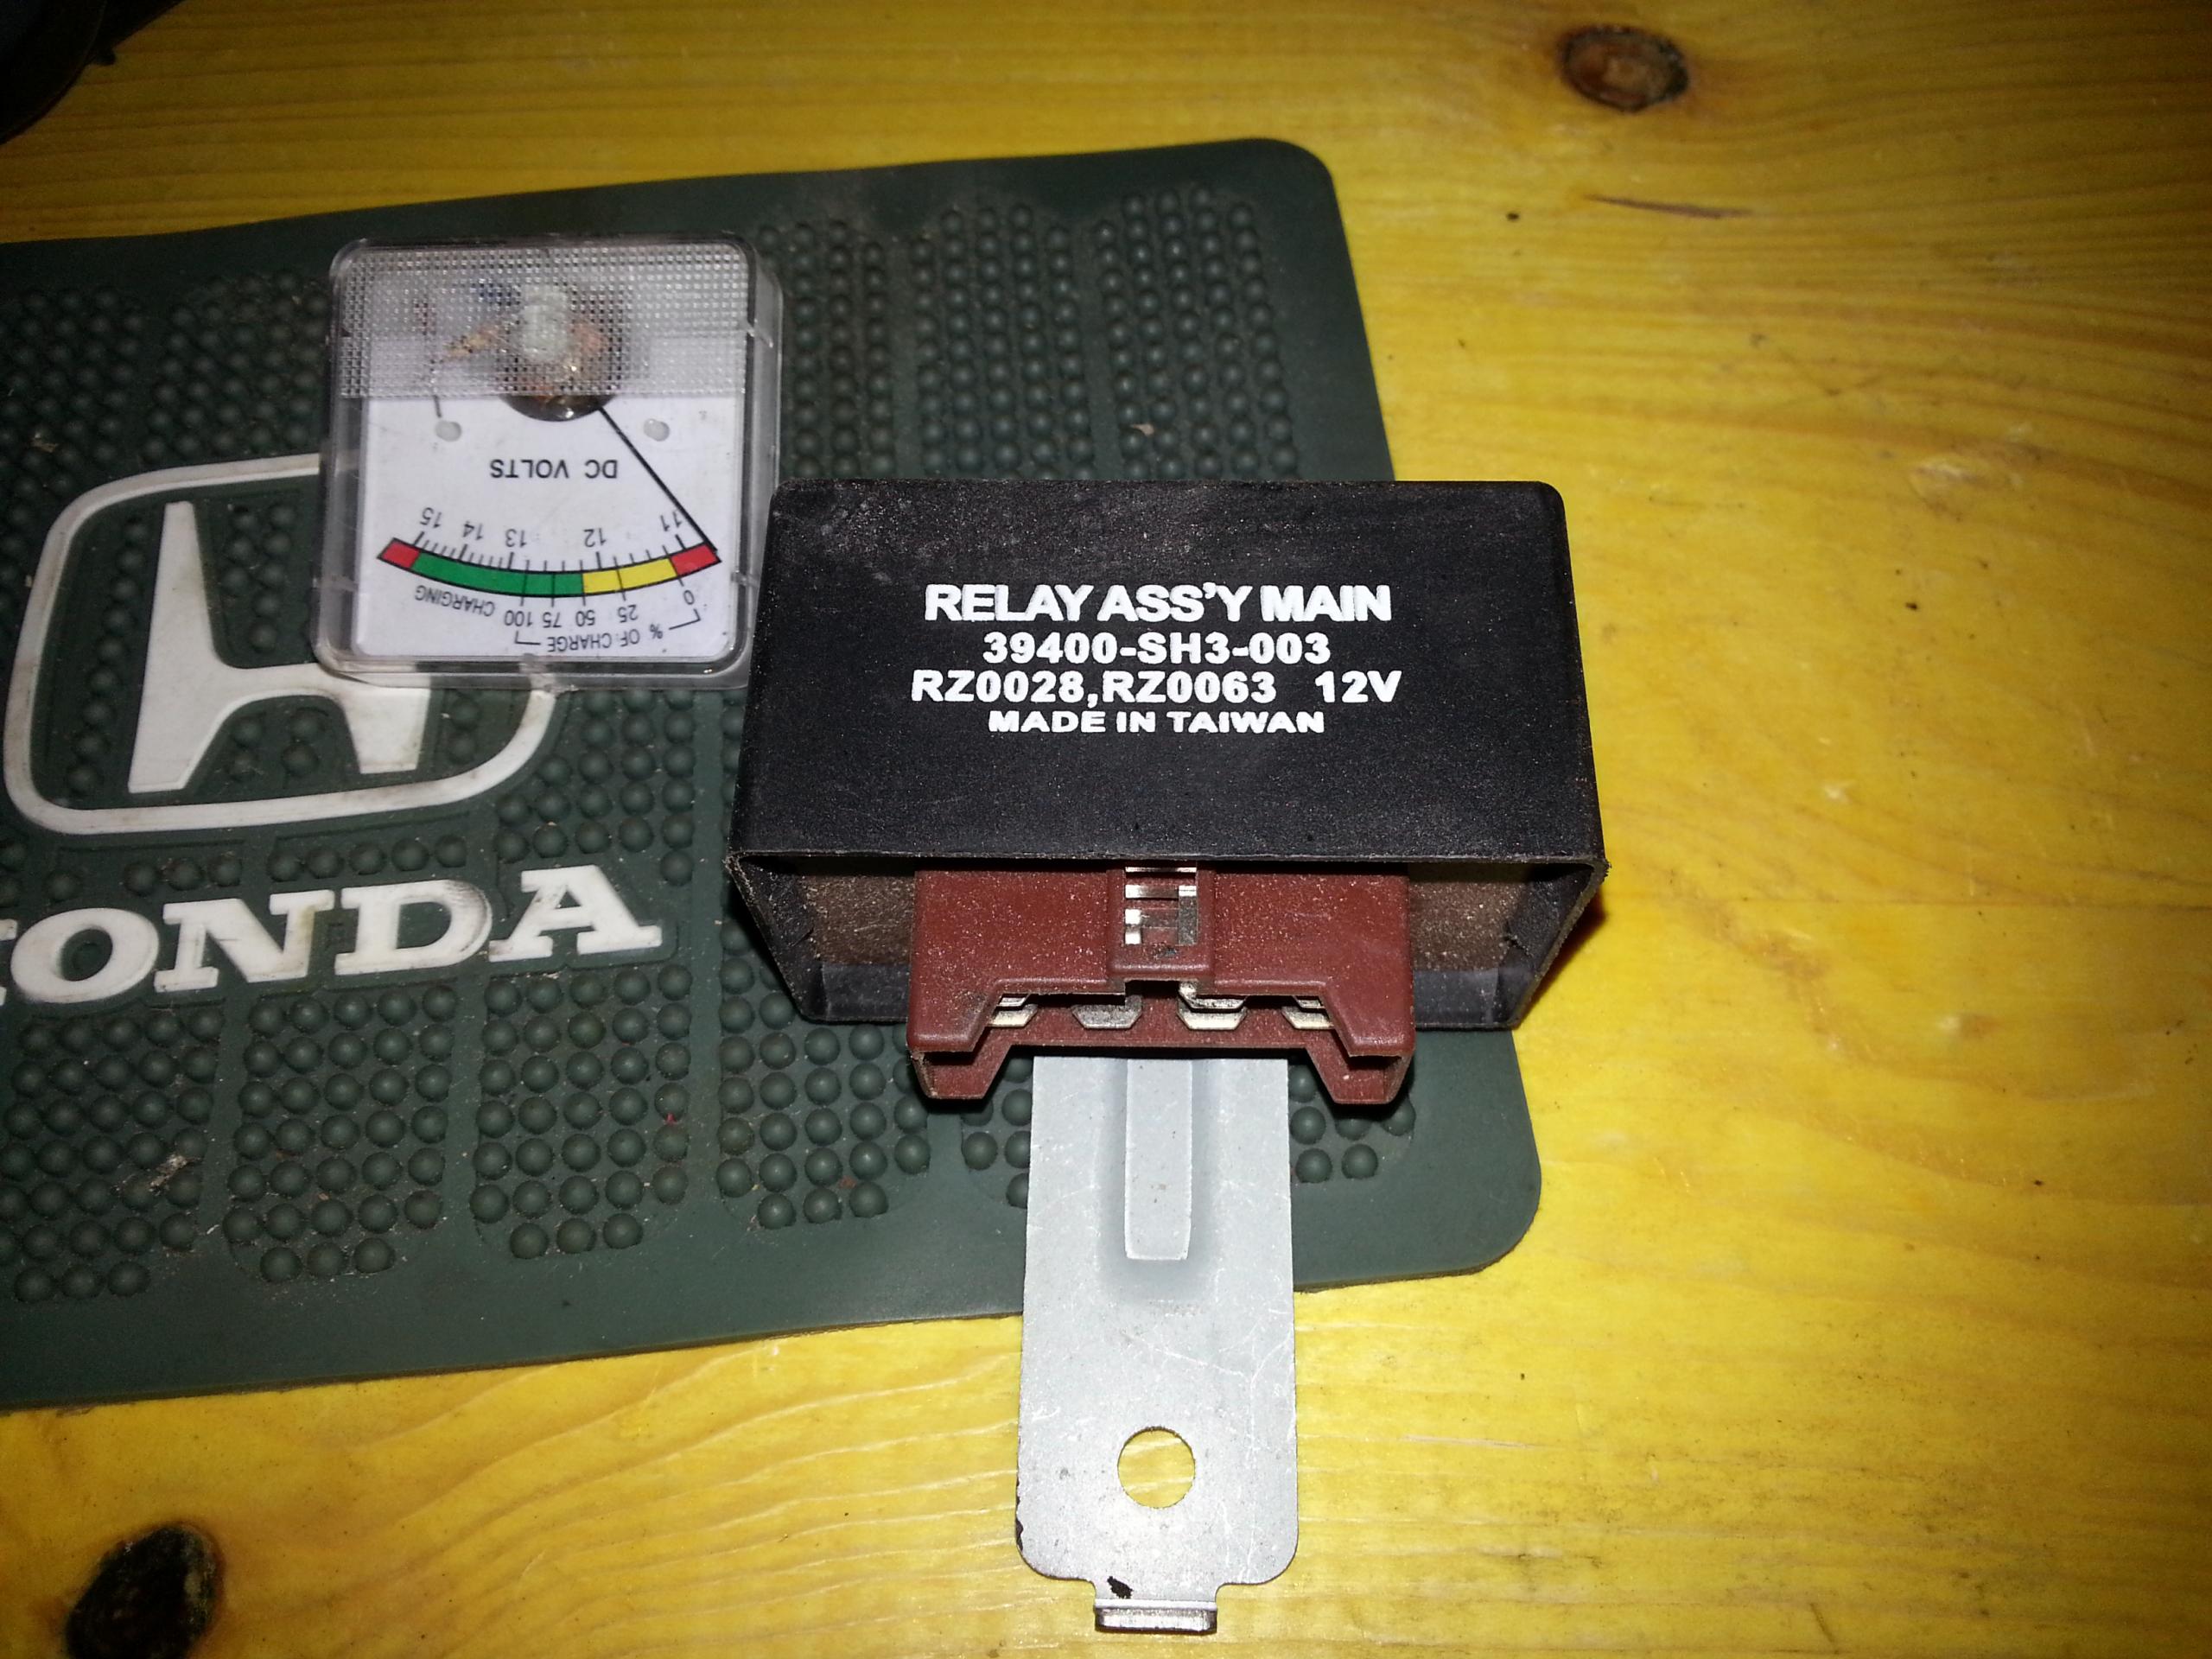 DC VOLTS
11 12 13 14 15
0 25 50 75 100 CHARGING
% OF CHARGE
RELAY ASS'Y MAIN
39400-SH3-003
RZ0028,RZ0063 12V
MADE IN TAIWAN
HONDA